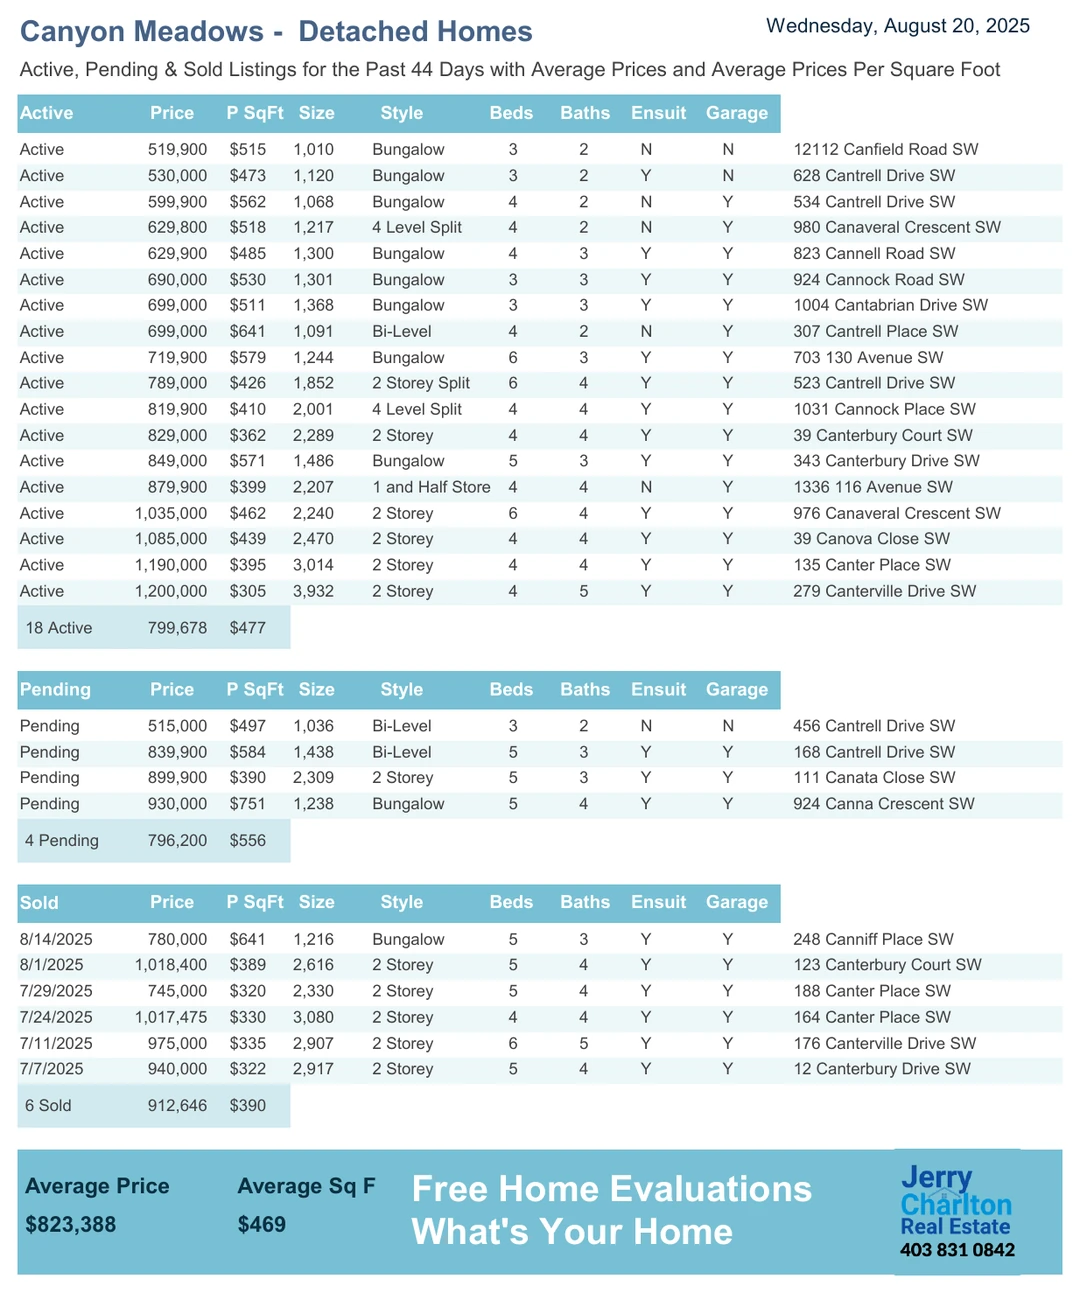 Canyon Meadows -  Detached Homes
Wednesday, August 20, 2025
Active, Pending & Sold Listings for the Past 44 Days with Average Prices and Average Prices Per Square Foot
Active Price P SqFt Size Style Beds Baths Ensuit Garage
Active 519,900 $515 1,010 Bungalow 3 2 N N 12112 Canfield Road SW
Active 530,000 $473 1,120 Bungalow 3 2 Y N 628 Cantrell Drive SW
Active 599,900 $562 1,068 Bungalow 4 2 N Y 534 Cantrell Drive SW
Active 629,800 $518 1,217 4 Level Split 4 2 N Y 980 Canaveral Crescent SW
Active 629,900 $485 1,300 Bungalow 4 3 Y Y 823 Cannell Road SW
Active 690,000 $530 1,301 Bungalow 3 3 Y Y 924 Cannock Road SW
Active 699,000 $511 1,368 Bungalow 3 3 Y Y 1004 Cantabrian Drive SW
Active 699,000 $641 1,091 Bi-Level 4 2 N Y 307 Cantrell Place SW
Active 719,900 $579 1,244 Bungalow 6 3 Y Y 703 130 Avenue SW
Active 789,000 $426 1,852 2 Storey Split 6 4 Y Y 523 Cantrell Drive SW
Active 819,900 $410 2,001 4 Level Split 4 4 Y Y 1031 Cannock Place SW
Active 829,000 $362 2,289 2 Storey 4 4 Y Y 39 Canterbury Court SW
Active 849,000 $571 1,486 Bungalow 5 3 Y Y 343 Canterbury Drive SW
Active 879,900 $399 2,207 1 and Half Store 4 4 N Y 1336 116 Avenue SW
Active 1,035,000 $462 2,240 2 Storey 6 4 Y Y 976 Canaveral Crescent SW
Active 1,085,000 $439 2,470 2 Storey 4 4 Y Y 39 Canova Close SW
Active 1,190,000 $395 3,014 2 Storey 4 4 Y Y 135 Canter Place SW
Active 1,200,000 $305 3,932 2 Storey 4 5 Y Y 279 Canterville Drive SW
18 Active 799,678 $477
Pending Price P SqFt Size Style Beds Baths Ensuit Garage
Pending 515,000 $497 1,036 Bi-Level 3 2 N N 456 Cantrell Drive SW
Pending 839,900 $584 1,438 Bi-Level 5 3 Y Y 168 Cantrell Drive SW
Pending 899,900 $390 2,309 2 Storey 5 3 Y Y 111 Canata Close SW
Pending 930,000 $751 1,238 Bungalow 5 4 Y Y 924 Canna Crescent SW
4 Pending 796,200 $556
Sold Price P SqFt Size Style Beds Baths Ensuit Garage
8/14/2025 780,000 $641 1,216 Bungalow 5 3 Y Y 248 Canniff Place SW
8/1/2025 1,018,400 $389 2,616 2 Storey 5 4 Y Y 123 Canterbury Court SW
7/29/2025 745,000 $320 2,330 2 Storey 5 4 Y Y 188 Canter Place SW
7/24/2025 1,017,475 $330 3,080 2 Storey 4 4 Y Y 164 Canter Place SW
7/11/2025 975,000 $335 2,907 2 Storey 6 5 Y Y 176 Canterville Drive SW
7/7/2025 940,000 $322 2,917 2 Storey 5 4 Y Y 12 Canterbury Drive SW
6 Sold 912,646 $390
Average Price Average Sq F
$823,388 $469
Free Home Evaluations
What's Your Home
Jerry
Charlton
Real Estate
403 831 0842